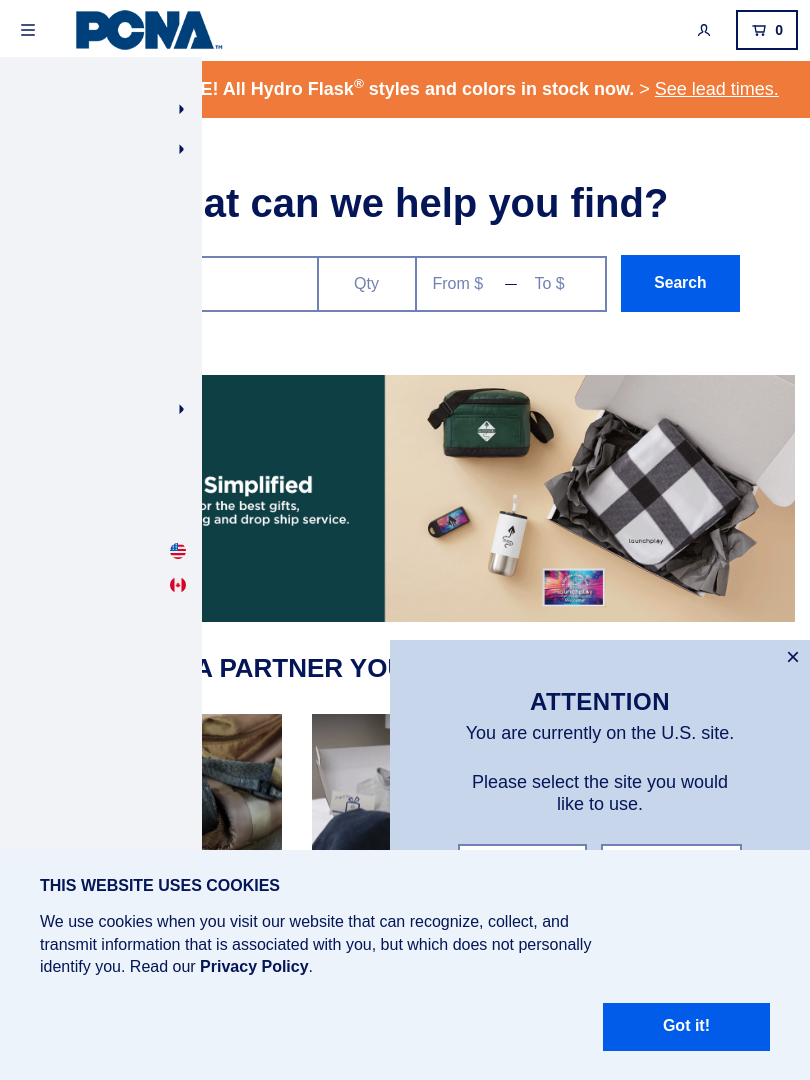 PCNA™
0
E! All Hydro Flask® styles and colors in stock now. > See lead times.
at can we help you find?
Qty
From $ — To $
Search
Simplified
or the best gifts,
g and drop ship service.
launchplay
A PARTNER YOU
×
ATTENTION
You are currently on the U.S. site.
Please select the site you would
like to use.
THIS WEBSITE USES COOKIES
We use cookies when you visit our website that can recognize, collect, and
transmit information that is associated with you, but which does not personally
identify you. Read our Privacy Policy.
Got it!